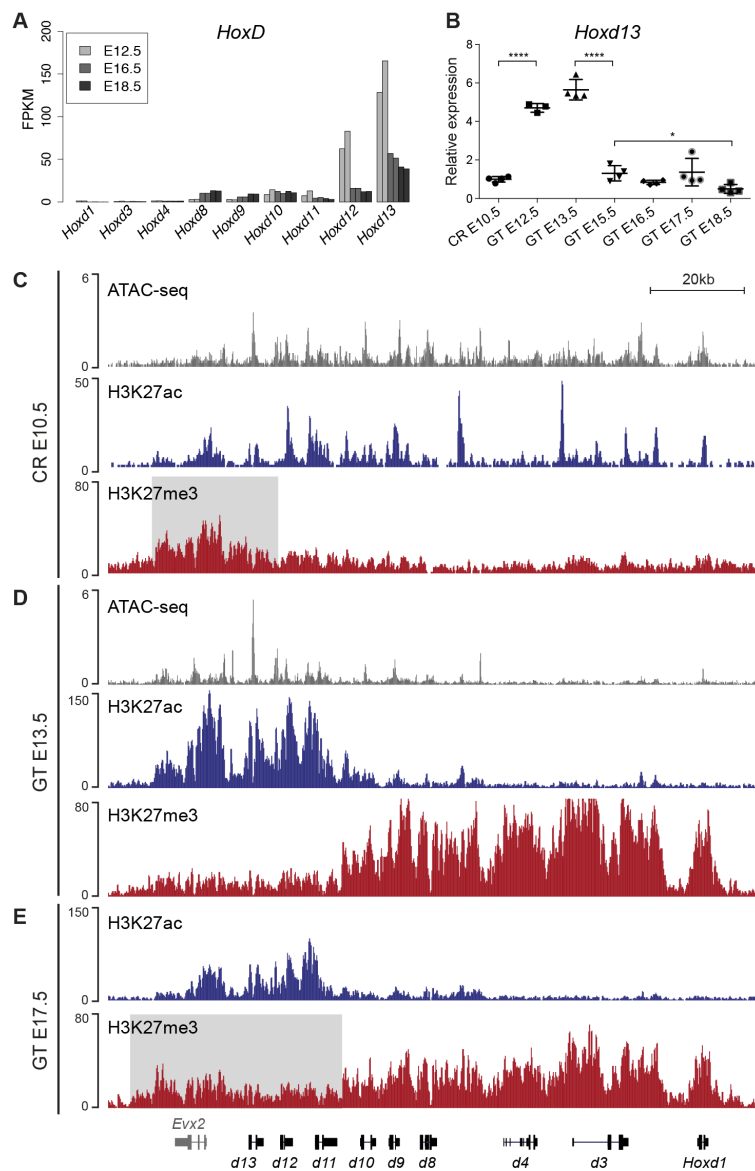 A
HoxD
FPKM
200
150
100
50
0
E12.5
E16.5
E18.5
Hoxd1
Hoxd3
Hoxd4
Hoxd8
Hoxd9
Hoxd10
Hoxd11
Hoxd12
Hoxd13
B
Hoxd13
Relative expression
8
6
4
2
0
****
****
*
CR E10.5
GT E12.5
GT E13.5
GT E15.5
GT E16.5
GT E17.5
GT E18.5
C
CR E10.5
6
ATAC-seq
20kb
0
50
H3K27ac
0
80
H3K27me3
0
D
GT E13.5
6
ATAC-seq
0
150
H3K27ac
0
80
H3K27me3
0
E
GT E17.5
150
H3K27ac
0
80
H3K27me3
0
Evx2
d13 d12 d11 d10 d9 d8 d4 d3 Hoxd1